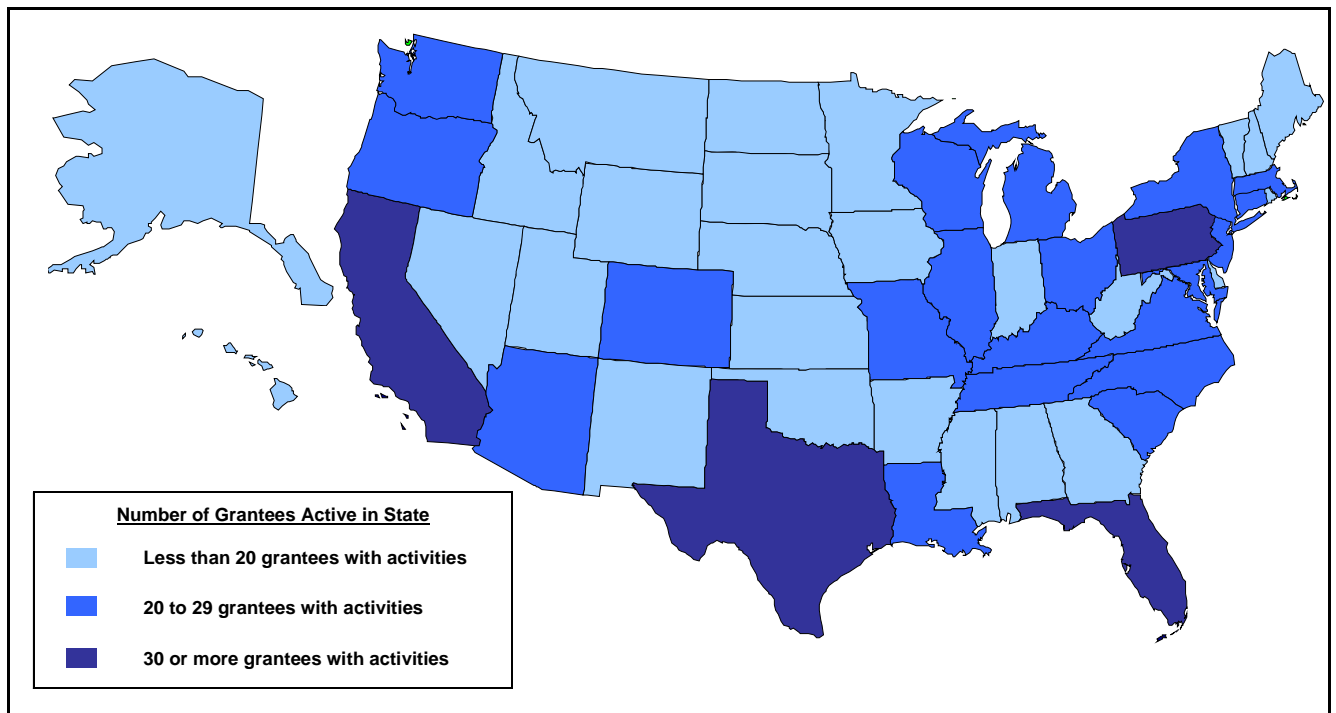 Number of Grantees Active in State
Less than 20 grantees with activities
20 to 29 grantees with activities
30 or more grantees with activities